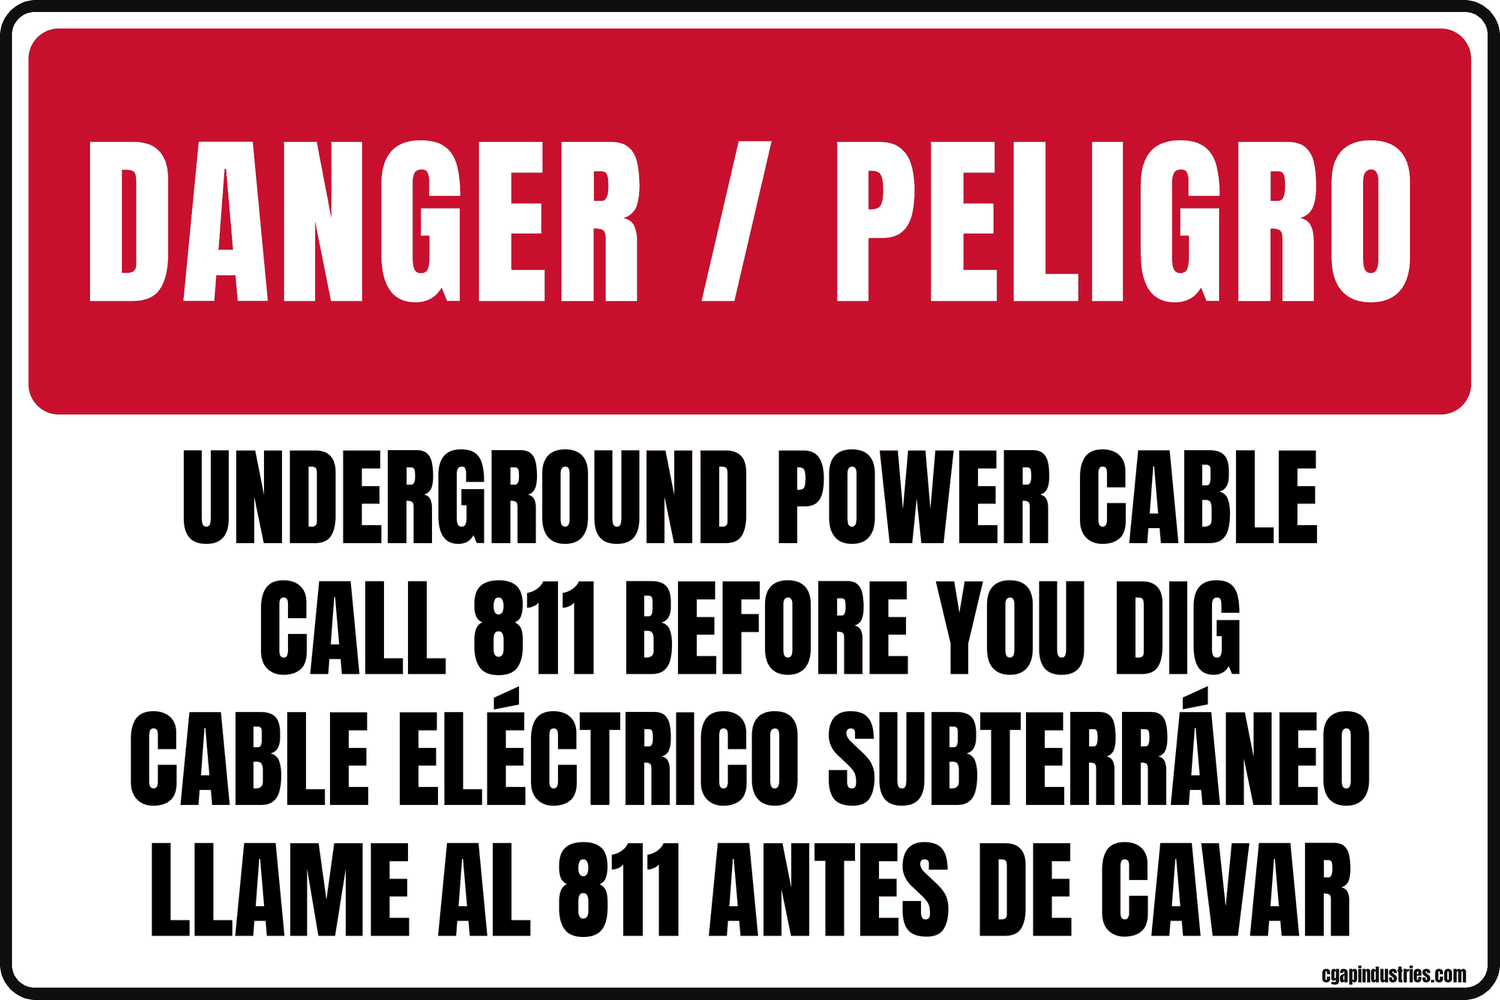 DANGER / PELIGRO
UNDERGROUND POWER CABLE
CALL 811 BEFORE YOU DIG
CABLE ELÉCTRICO SUBTERRÁNEO
LLAME AL 811 ANTES DE CAVAR
cgapindustries.com